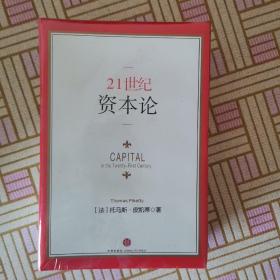 21世纪
资本论
CAPITAL
in the Twenty-First Century
Thomas Piketty
[法]托马斯·皮凯蒂 著